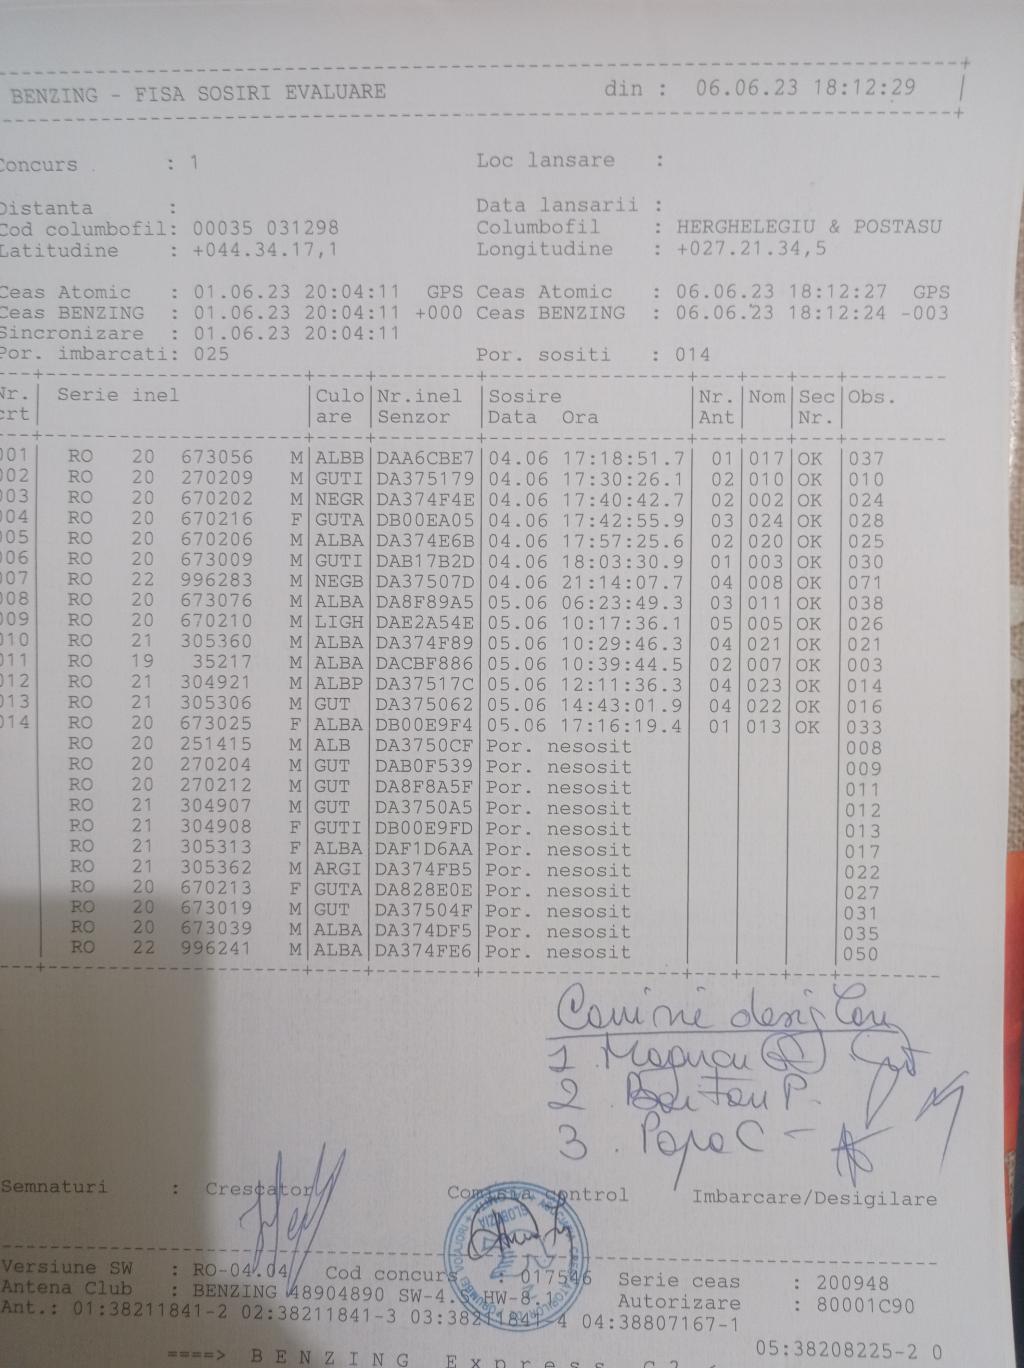 BENZING - FISA SOSIRI EVALUARE din : 06.06.23 18:12:29
Concurs : 1 Loc lansare :
Distanta : Data lansarii :
Cod columbofil: 00035 031298 Columbofil : HERGHELEGIU & POSTASU
Latitudine : +044.34.17,1 Longitudine : +027.21.34,5
Ceas Atomic : 01.06.23 20:04:11 GPS Ceas Atomic : 06.06.23 18:12:27 GPS
Ceas BENZING : 01.06.23 20:04:11 +000 Ceas BENZING : 06.06.23 18:12:24 -003
Sincronizare : 01.06.23 20:04:11
Por. imbarcati: 025 Por. sositi : 014
Nr. Serie inel Culo Nr.inel Sosire Nr. Nom Sec Obs.
crt are Senzor Data Ora Ant Nr.
001 RO 20 673056 M ALBB DAA6CBE7 04.06 17:18:51.7 01 017 OK 037
002 RO 20 270209 M GUTI DA375179 04.06 17:30:26.1 02 010 OK 010
003 RO 20 670202 M NEGR DA374F4E 04.06 17:40:42.7 02 002 OK 024
004 RO 20 670216 F GUTA DB00EA05 04.06 17:42:55.9 03 024 OK 028
005 RO 20 670206 M ALBA DA374E6B 04.06 17:57:25.6 02 020 OK 025
006 RO 20 673009 M GUTI DAB17B2D 04.06 18:03:30.9 01 003 OK 030
007 RO 22 996283 M NEGB DA37507D 04.06 21:14:07.7 04 008 OK 071
008 RO 20 673076 M ALBA DA8F89A5 05.06 06:23:49.3 03 011 OK 038
009 RO 20 670210 M LIGH DAE2A54E 05.06 10:17:36.1 05 005 OK 026
010 RO 21 305360 M ALBA DA374F89 05.06 10:29:46.3 04 021 OK 021
011 RO 19 35217 M ALBA DACBF886 05.06 10:39:44.5 02 007 OK 003
012 RO 21 304921 M ALBP DA37517C 05.06 12:11:36.3 04 023 OK 014
013 RO 21 305306 M GUT DA375062 05.06 14:43:01.9 04 022 OK 016
014 RO 20 673025 F ALBA DB00E9F4 05.06 17:16:19.4 01 013 OK 033
RO 20 251415 M ALB DA3750CF Por. nesosit 008
RO 20 270204 M GUT DAB0F539 Por. nesosit 009
RO 20 270212 M GUT DA8F8A5F Por. nesosit 011
RO 21 304907 M GUT DA3750A5 Por. nesosit 012
RO 21 304908 F GUTI DB00E9FD Por. nesosit 013
RO 21 305313 F ALBA DAF1D6AA Por. nesosit 017
RO 21 305362 M ARGI DA374FB5 Por. nesosit 022
RO 20 670213 F GUTA DA828E0E Por. nesosit 027
RO 20 673019 M GUT DA37504F Por. nesosit 031
RO 20 673039 M ALBA DA374DF5 Por. nesosit 035
RO 22 996241 M ALBA DA374FE6 Por. nesosit 050
1
2 P.
3. Popa C -
Semnaturi : Crescator Comisia control Imbarcare/Desigilare
Versiune SW : RO-04.04 Cod concurs : 017546 Serie ceas : 200948
Antena Club : BENZING 48904890 SW-4.5 HW-8.1 Autorizare : 80001C90
Ant.: 01:38211841-2 02:38211841-3 03:38211841-4 04:38807167-1
05:38208225-2 0
====> BENZING Express